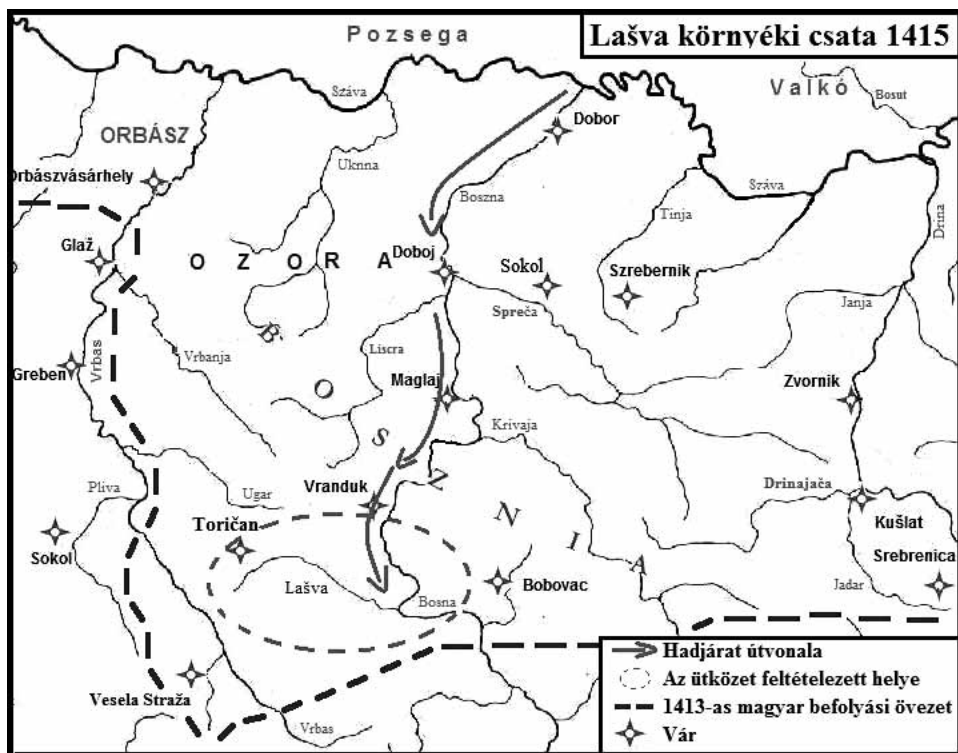 Lašva környéki csata 1415
Pozsega
Valkó
Bosut
Száva
Dobor
ORBÁSZ
Uknna
Orbászvásárhely
Boszna
Száva
Tinja
Drina
Glaž
O Z O R A
Doboj
Sokol
Szrebernik
Spreča
Janja
Vrbas
Vrbanja
Liscra
Greben
Maglaj
Zvornik
Krivaja
B O S Z N I A
Pliva
Ugar
Vranduk
Drinajača
Toričan
Kušlat
Sokol
Srebrenica
Lašva
Bosna
Bobovac
Jadar
Vesela Straža
Vrbas
Hadjárat útvonala
Az ütközet feltételezett helye
1413-as magyar befolyási övezet
Vár